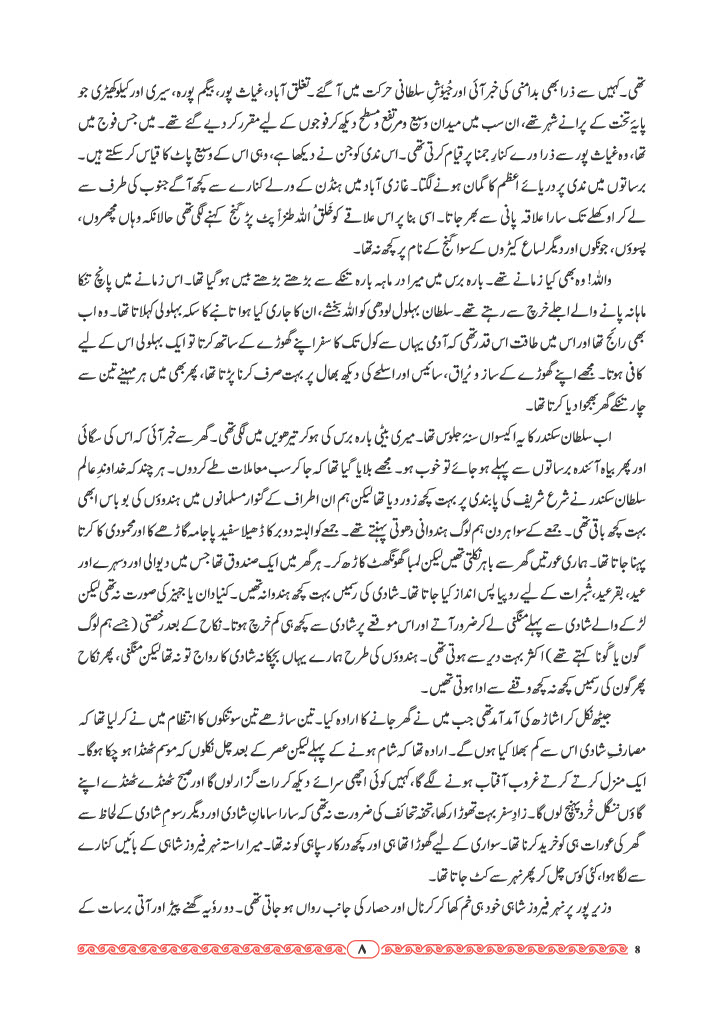 تھی۔ کہیں سے ذرا بھی بدامنی کی خبر آئی اور جُیوشِ سلطانی حرکت میں آ گئے۔ تغلق آباد، غیاث پور، بیگم پورہ، سیری اور کیلوکھیڑی جو
پایۂ تخت کے پرانے شہر تھے، ان سب میں میدان وسیع و مرتفع و مسطح دیکھ کر فوجوں کے لیے مقرر کر دیے گئے تھے۔ میں جس فوج میں
تھا، وہ غیاث پور سے ذرا ورے کنارِ جمنا پر قیام کرتی تھی۔ اس ندی کو جن نے دیکھا ہے، وہی اس کے وسیع پاٹ کا قیاس کر سکتے ہیں۔
برساتوں میں ندی پر دریائے اعظم کا گمان ہونے لگتا۔ غازی آباد میں ہنڈن کے ورلے کنارے سے کچھ آگے جنوب کی طرف سے
لے کر اوکھلے تک سارا علاقہ پانی سے بھر جاتا۔ اسی بنا پر اس علاقے کو خَلقُ اللہ طنزاً پٹ پڑ گنج کہنے لگی تھی حالانکہ وہاں مچھروں،
پسوؤں، جونکوں اور دیگر لساع کیڑوں کے سوا گنج کے نام پر کچھ نہ تھا۔
واللہ! وہ بھی کیا زمانے تھے۔ بارہ برس میں میرا در ماہہ بارہ تنکے سے بڑھتے بڑھتے بیس ہو گیا تھا۔ اس زمانے میں پانچ تنکا
ماہانہ پانے والے اجلے خرچ سے رہتے تھے۔ سلطان بہلول لودھی کو اللہ بخشے، ان کا جاری کیا ہوا تانبے کا سکہ بہلولی کہلاتا تھا۔ وہ اب
بھی رائج تھا اور اس میں طاقت اس قدر تھی کہ آدمی یہاں سے کول تک کا سفر اپنے گھوڑے کے ساتھ کرتا تو ایک بہلولی اس کے لیے
کافی ہوتا۔ مجھے اپنے گھوڑے کے ساز و یُراق، سائیس اور اسلحے کی دیکھ بھال پر بہت صرف کرنا پڑتا تھا، پھر بھی میں ہر مہینے تین سے
چار تنکے گھر بھجوا دیا کرتا تھا۔
اب سلطان سکندر کا یہ اکیسواں سنۂ جلوس تھا۔ میری بیٹی بارہ برس کی ہو کر تیرھویں میں لگی تھی۔ گھر سے خبر آئی کہ اس کی سگائی
اور پھر بیاہ آئندہ برساتوں سے پہلے ہو جائے تو خوب ہو۔ مجھے بلایا گیا تھا کہ جا کر سب معاملات طے کر دوں۔ ہر چند کہ خداوندِ عالم
سلطان سکندر نے شرعِ شریف کی پابندی پر بہت کچھ زور دیا تھا لیکن ہم ان اطراف کے گنوار مسلمانوں میں ہندوؤں کی بو باس ابھی
بہت کچھ باقی تھی۔ جمعے کے سوا ہر دن ہم لوگ ہندوانی دھوتی پہنتے تھے۔ جمعے کو البتہ دو بر کا ڈھیلا سفید پاجامہ گاڑھے کا اور محمودی کا کرتا
پہنا جاتا تھا۔ ہماری عورتیں گھر سے باہر نکلتی تھیں لیکن لمبا گھونگھٹ کاڑھ کر۔ ہر گھر میں ایک صندوق تھا جس میں دیوالی اور دسہرے اور
عید، بقرعید، شُبرات کے لیے روپیا پس انداز کیا جاتا تھا۔ شادی کی رسمیں بہت کچھ ہندوانہ تھیں۔ کنیادان یا جہیز کی صورت نہ تھی لیکن
لڑکے والے شادی سے پہلے منگنی لے کر ضرور آتے اور اس موقعے پر شادی سے کچھ ہی کم خرچ ہوتا۔ نکاح کے بعد رخصتی (جسے ہم لوگ
گون یا گَونا کہتے تھے) اکثر بہت دیر سے ہوتی تھی۔ ہندوؤں کی طرح ہمارے یہاں بچکانہ شادی کا رواج تو نہ تھا لیکن منگنی، پھر نکاح
پھر گون کی رسمیں کچھ نہ کچھ وقفے سے ادا ہوتی تھیں۔
جیٹھ نکل کر اشاڑھ کی آمد آمد تھی جب میں نے گھر جانے کا ارادہ کیا۔ تین ساڑھے تین سو تنکوں کا انتظام میں نے کر لیا تھا کہ
مصارفِ شادی اس سے کم بھلا کیا ہوں گے۔ ارادہ تھا کہ شام ہونے کے پہلے لیکن عصر کے بعد چل نکلوں کہ موسم ٹھنڈا ہو چکا ہو گا۔
ایک منزل کرتے کرتے غروب آفتاب ہونے لگے گا، کہیں کوئی اچھی سرائے دیکھ کر رات گزار لوں گا اور صبح ٹھنڈے ٹھنڈے اپنے
گاؤں ننگل خُرد پہنچ لوں گا۔ زادِ سفر بہت تھوڑا رکھا، تحفہ تحائف کی ضرورت نہ تھی کہ سارا سامانِ شادی اور دیگر رسومِ شادی کے لحاظ سے
گھر کی عورات ہی کو خرید کرنا تھا۔ سواری کے لیے گھوڑا تھا ہی اور کچھ درکار سپاہی کو نہ تھا۔ میرا راستہ نہر فیروز شاہی کے بائیں کنارے
سے لگا ہوا، کئی کوس چل کر پھر نہر سے کٹ جاتا تھا۔
وزیر پور پر نہر فیروز شاہی خود ہی خم کھا کر کرنال اور حصار کی جانب رواں ہو جاتی تھی۔ دو روٗیہ گھنے پیڑ اور آتی برسات کے
۸
8